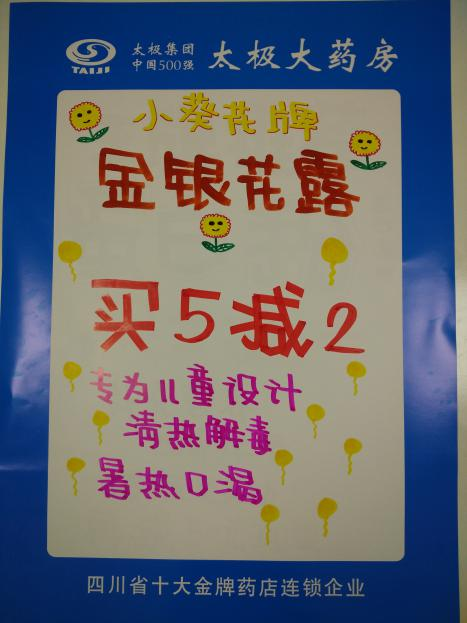 TAIJI
太极集团
中国500强
太极大药房
小葵花牌
金银花露
买5减2
专为儿童设计
清热解毒
暑热口渴
四川省十大金牌药店连锁企业